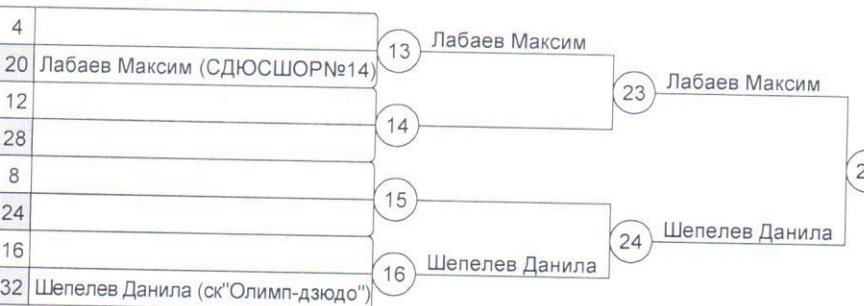 4
20 Лабаев Максим (СДЮСШОР№14)
12
28
8
24
16
32 Шепелев Данила (ск"Олимп-дзюдо")
13 Лабаев Максим
14
15
16 Шепелев Данила
23 Лабаев Максим
24 Шепелев Данила